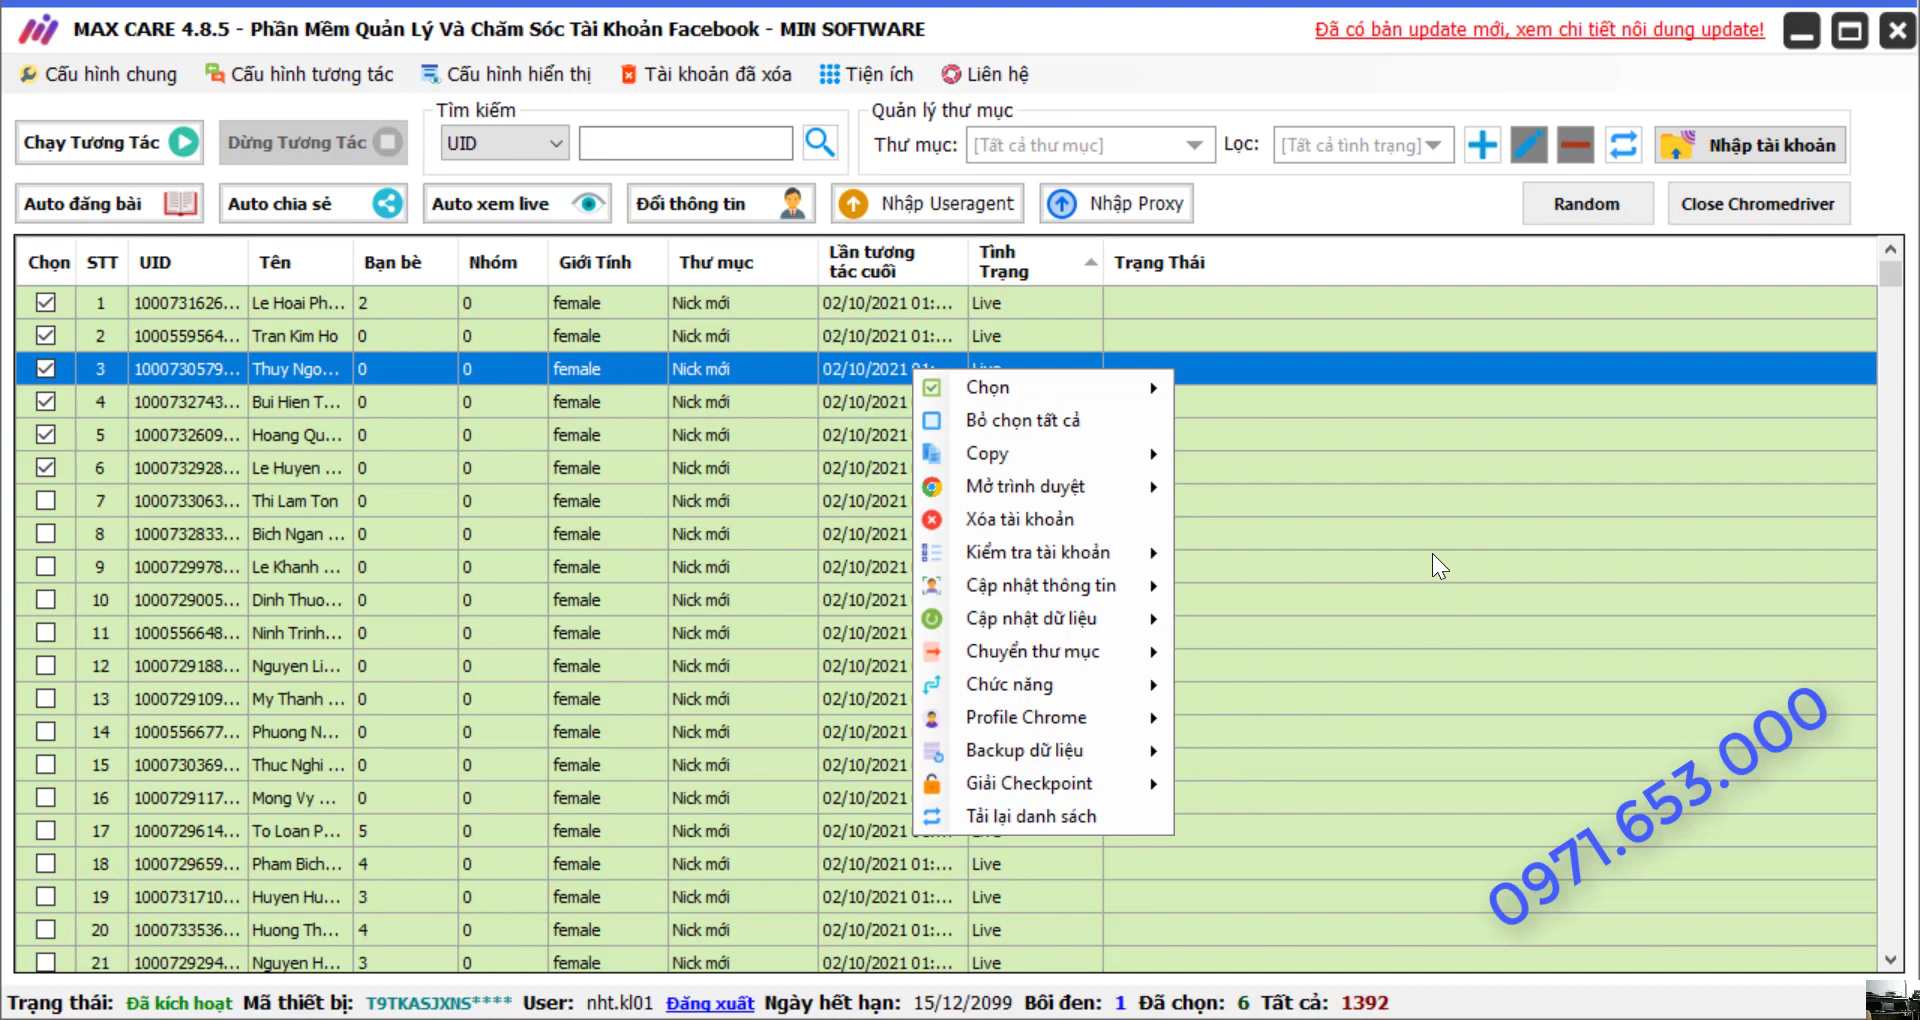 MAX CARE 4.8.5 - Phần Mềm Quản Lý Và Chăm Sóc Tài Khoản Facebook - MIN SOFTWARE
Đã có bản update mới, xem chi tiết nôi dung update!
Cấu hình chung Cấu hình tương tác Cấu hình hiển thị Tài khoản đã xóa Tiện ích Liên hệ
Tìm kiếm Quản lý thư mục
Chạy Tương Tác Dừng Tương Tác UID Thư mục: [Tất cả thư mục] Lọc: [Tất cả tình trạng] Nhập tài khoản
Auto đăng bài Auto chia sẻ Auto xem live Đổi thông tin Nhập Useragent Nhập Proxy Random Close Chromedriver
Chọn STT UID Tên Bạn bè Nhóm Giới Tính Thư mục Lần tương tác cuối Tình Trạng Trạng Thái
1 1000731626... Le Hoai Ph... 2 0 female Nick mới 02/10/2021 01:... Live
2 1000559564... Tran Kim Ho 0 0 female Nick mới 02/10/2021 01:... Live
3 1000730579... Thuy Ngo... 0 0 female Nick mới 02/10/2021
4 1000732743... Bui Hien T... 0 0 female Nick mới 02/10/2021
5 1000732609... Hoang Qu... 0 0 female Nick mới 02/10/2021
6 1000732928... Le Huyen ... 0 0 female Nick mới 02/10/2021
7 1000733063... Thi Lam Ton 0 0 female Nick mới 02/10/2021
8 1000732833... Bich Ngan ... 0 0 female Nick mới 02/10/2021
9 1000729978... Le Khanh ... 0 0 female Nick mới 02/10/2021
10 1000729005... Dinh Thuo... 0 0 female Nick mới 02/10/2021
11 1000556648... Ninh Trinh... 0 0 female Nick mới 02/10/2021
12 1000729188... Nguyen Li... 0 0 female Nick mới 02/10/2021
13 1000729109... My Thanh ... 0 0 female Nick mới 02/10/2021
14 1000556677... Phuong N... 0 0 female Nick mới 02/10/2021
15 1000730369... Thuc Nghi ... 0 0 female Nick mới 02/10/2021
16 1000729117... Mong Vy ... 0 0 female Nick mới 02/10/2021
17 1000729614... To Loan P... 5 0 female Nick mới 02/10/2021
18 1000729659... Pham Bich... 4 0 female Nick mới 02/10/2021 01:... Live
19 1000731710... Huyen Hu... 3 0 female Nick mới 02/10/2021 01:... Live
20 1000733536... Huong Th... 4 0 female Nick mới 02/10/2021 01:... Live
21 1000729294... Nguyen H... 3 0 female Nick mới 02/10/2021 01:... Live
Chọn
Bỏ chọn tất cả
Copy
Mở trình duyệt
Xóa tài khoản
Kiểm tra tài khoản
Cập nhật thông tin
Cập nhật dữ liệu
Chuyển thư mục
Chức năng
Profile Chrome
Backup dữ liệu
Giải Checkpoint
Tải lại danh sách
0971.653.000
Trạng thái: Đã kích hoạt Mã thiết bị: T9TKASJXNS**** User: nht.kl01 Đăng xuất Ngày hết hạn: 15/12/2099 Bôi đen: 1 Đã chọn: 6 Tất cả: 1392